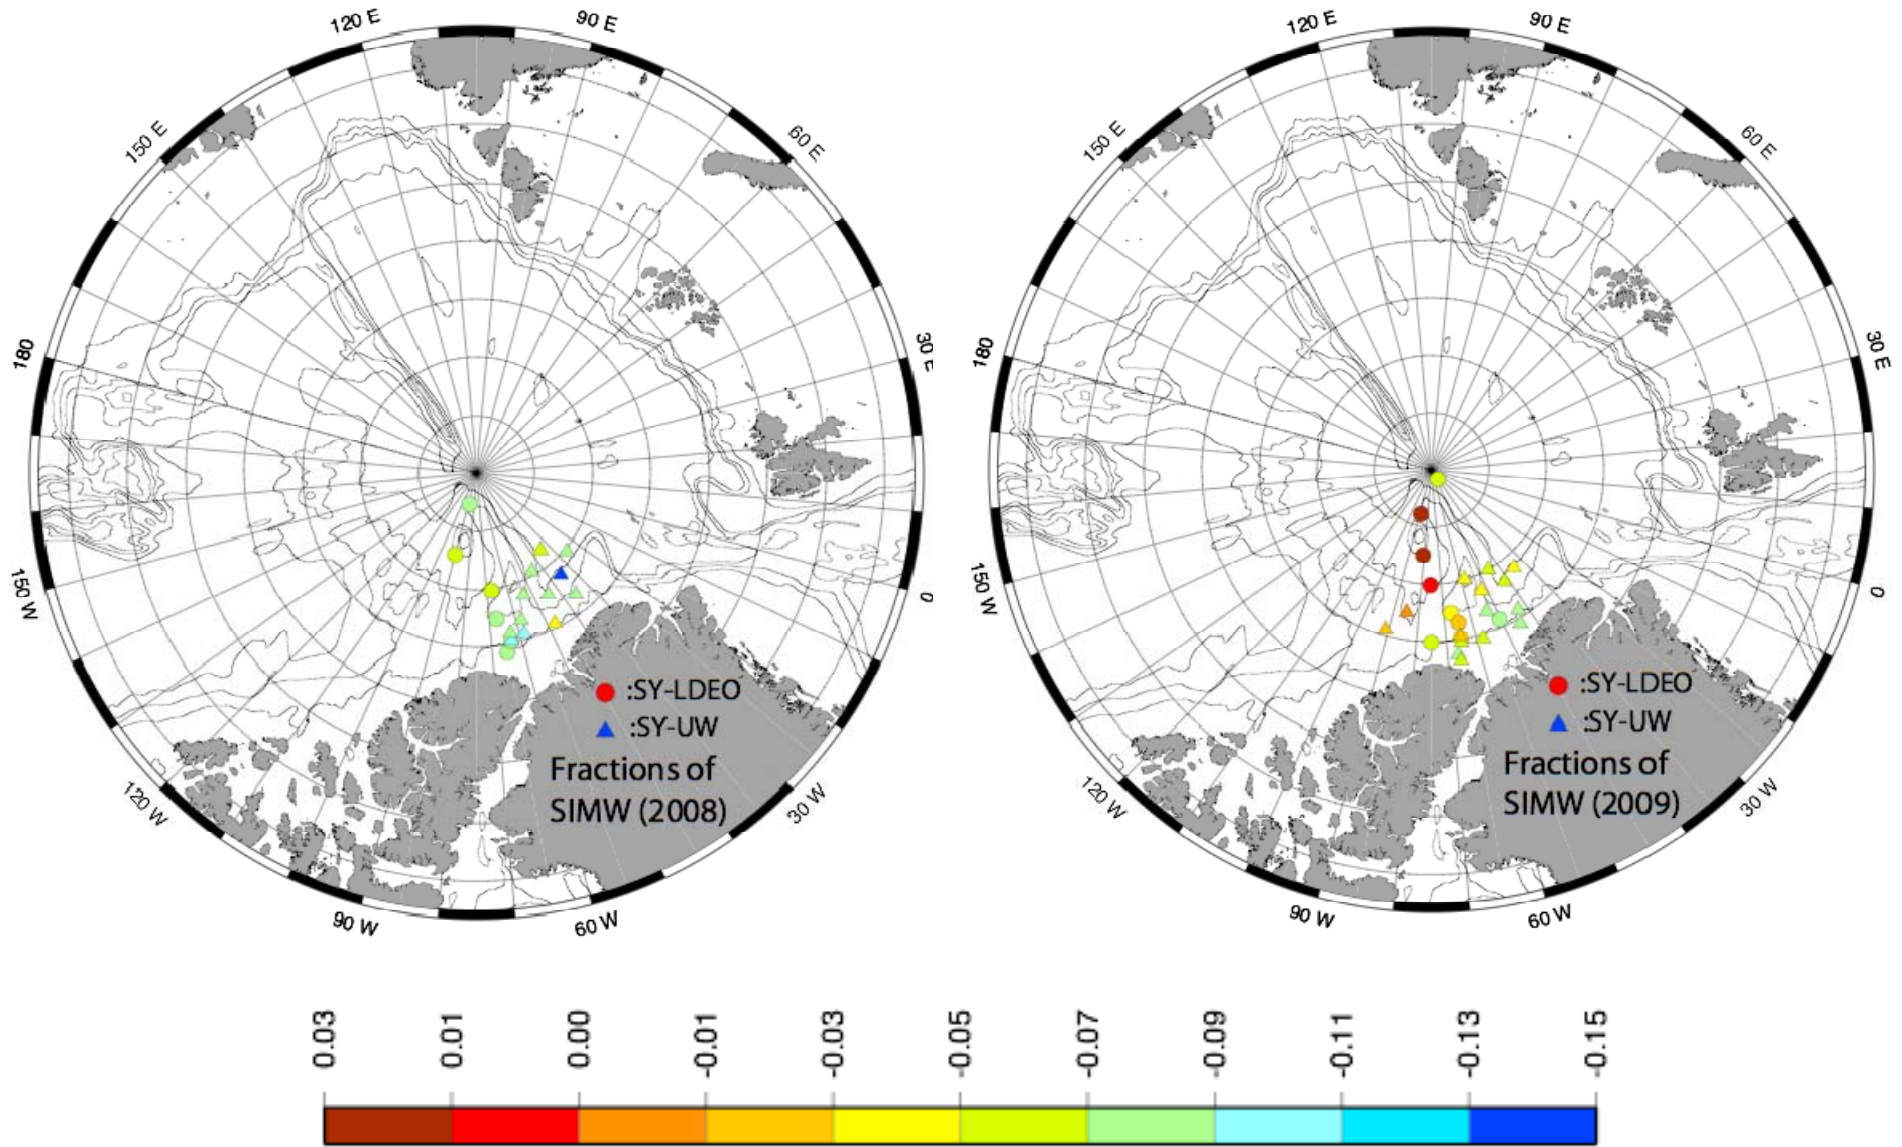 120 E
90 E
150 E
60 E
180
30 E
150 W
0
120 W
30 W
90 W
60 W
:SY-LDEO
:SY-UW
Fractions of
SIMW (2008)
120 E
90 E
150 E
60 E
180
30 E
150 W
0
120 W
30 W
90 W
60 W
:SY-LDEO
:SY-UW
Fractions of
SIMW (2009)
0.03
0.01
0.00
-0.01
-0.03
-0.05
-0.07
-0.09
-0.11
-0.13
-0.15